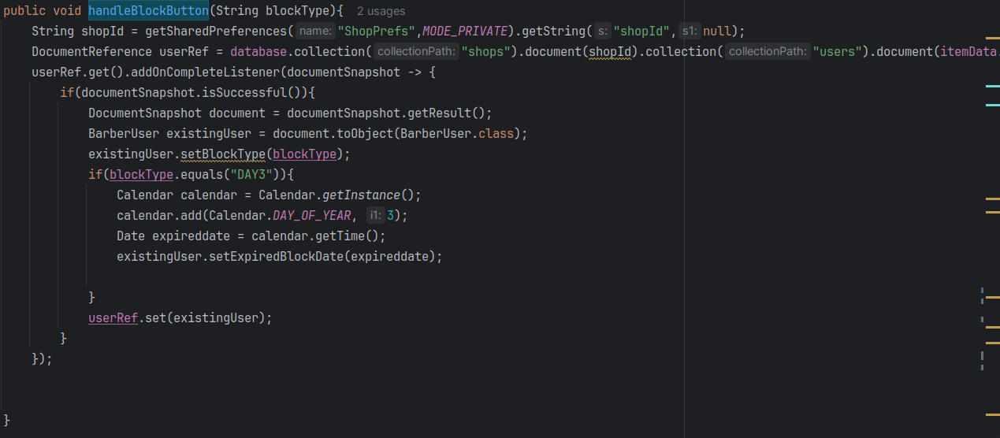 public void handleBlockButton(String blockType){ 2 usages
String shopId = getSharedPreferences( name: "ShopPrefs",MODE_PRIVATE).getString( s: "shopId", s1: null);
DocumentReference userRef = database.collection( collectionPath: "shops").document(shopId).collection( collectionPath: "users").document(itemData.
userRef.get().addOnCompleteListener(documentSnapshot -> {
if(documentSnapshot.isSuccessful()){
DocumentSnapshot document = documentSnapshot.getResult();
BarberUser existingUser = document.toObject(BarberUser.class);
existingUser.setBlockType(blockType);
if(blockType.equals("DAY3")){
Calendar calendar = Calendar.getInstance();
calendar.add(Calendar.DAY_OF_YEAR, i1: 3);
Date expireddate = calendar.getTime();
existingUser.setExpiredBlockDate(expireddate);
}
userRef.set(existingUser);
}
});
}